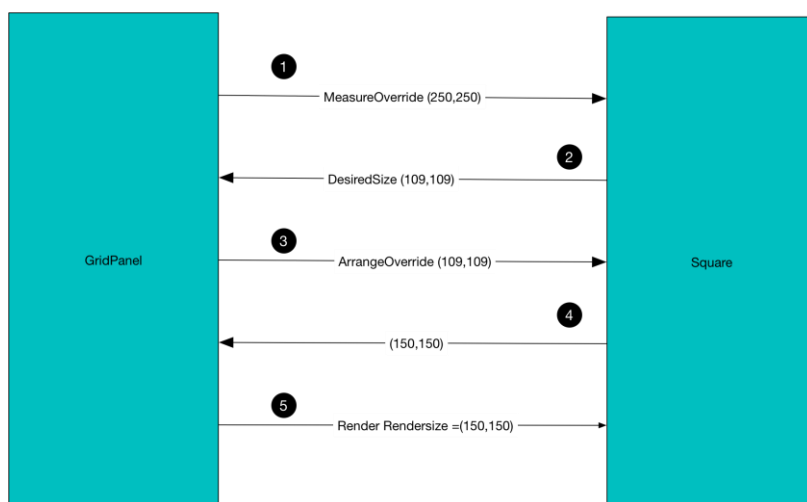 1
MeasureOverride (250,250)
2
DesiredSize (109,109)
3
GridPanel
ArrangeOverride (109,109)
Square
4
(150,150)
5
Render Rendersize =(150,150)